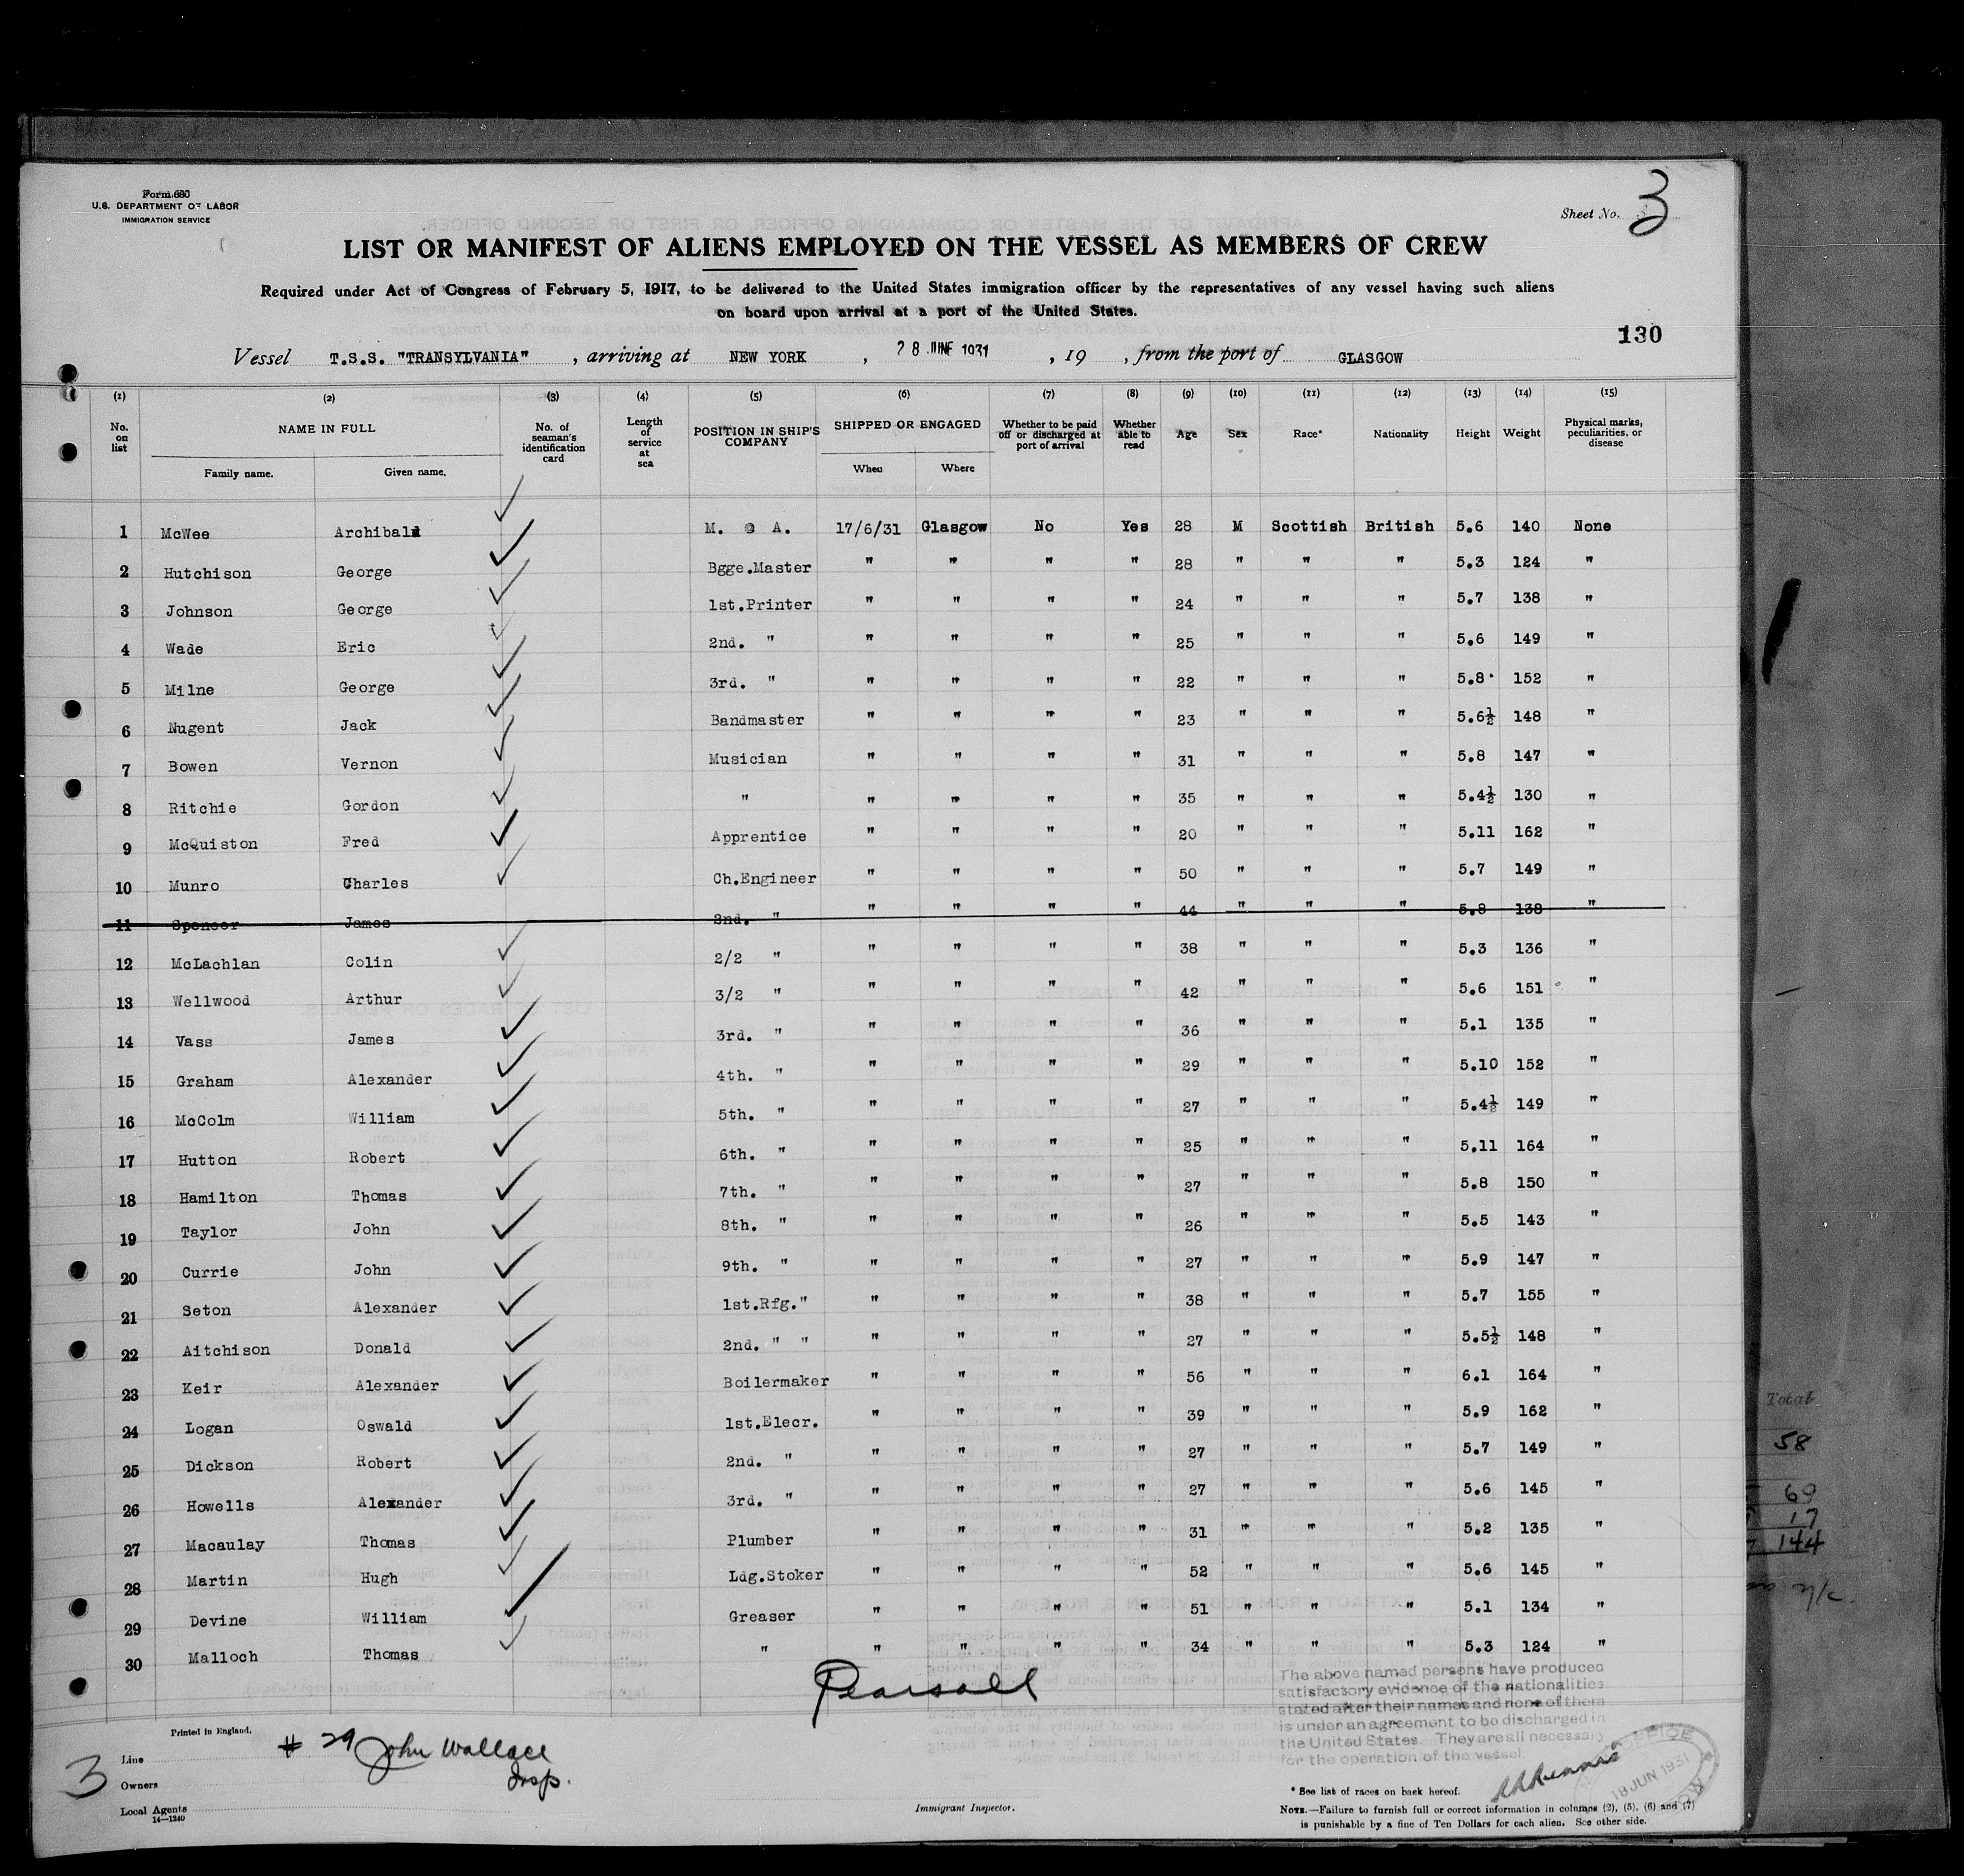 Form 680
U.S. DEPARTMENT OF LABOR
IMMIGRATION SERVICE
Sheet No. 3
LIST OR MANIFEST OF ALIENS EMPLOYED ON THE VESSEL AS MEMBERS OF CREW
Required under Act of Congress of February 5, 1917, to be delivered to the United States immigration officer by the representatives of any vessel having such aliens
on board upon arrival at a port of the United States.
130
Vessel T.S.S. "TRANSYLVANIA", arriving at NEW YORK, 28 JUNE 1931, 19 , from the port of GLASGOW
(1) (2) (3) (4) (5) (6) (7) (8) (9) (10) (11) (12) (13) (14) (15)
No. on list NAME IN FULL Family name. Given name. No. of seaman's identification card Length of service at sea POSITION IN SHIP'S COMPANY SHIPPED OR ENGAGED When Where Whether to be paid off or discharged at port of arrival Whether able to read Age Sex Race* Nationality Height Weight Physical marks, peculiarities, or disease
1 McWee Archibald M. @ A. 17/6/31 Glasgow No Yes 28 M Scottish British 5.6 140 None
2 Hutchison George Bgge.Master " " " " 28 " " " 5.3 124 "
3 Johnson George 1st.Printer " " " " 24 " " " 5.7 138 "
4 Wade Eric 2nd. " " " " " 25 " " " 5.6 149 "
5 Milne George 3rd. " " " " " 22 " " " 5.8 152 "
6 Nugent Jack Bandmaster " " " " 23 " " " 5.6½ 148 "
7 Bowen Vernon Musician " " " " 31 " " " 5.8 147 "
8 Ritchie Gordon " " " " " 35 " " " 5.4½ 130 "
9 McQuiston Fred Apprentice " " " " 20 " " " 5.11 162 "
10 Munro Charles Ch.Engineer " " " " 50 " " " 5.7 149 "
11 Spencer James 2nd. " " " " " 44 " " " 5.8 138 "
12 McLachlan Colin 2/2 " " " " " 38 " " " 5.3 136 "
13 Wellwood Arthur 3/2 " " " " " 42 " " " 5.6 151 "
14 Vass James 3rd. " " " " " 36 " " " 5.1 135 "
15 Graham Alexander 4th. " " " " " 29 " " " 5.10 152 "
16 McColm William 5th. " " " " " 27 " " " 5.4½ 149 "
17 Hutton Robert 6th. " " " " " 25 " " " 5.11 164 "
18 Hamilton Thomas 7th. " " " " " 27 " " " 5.8 150 "
19 Taylor John 8th. " " " " " 26 " " " 5.5 143 "
20 Currie John 9th. " " " " " 27 " " " 5.9 147 "
21 Seton Alexander 1st.Rfg." " " " " 38 " " " 5.7 155 "
22 Aitchison Donald 2nd. " " " " " " 27 " " " 5.5½ 148 "
23 Keir Alexander Boilermaker " " " " 56 " " " 6.1 164 "
24 Logan Oswald 1st.Elecr. " " " " 39 " " " 5.9 162 "
25 Dickson Robert 2nd. " " " " " 27 " " " 5.7 149 "
26 Howells Alexander 3rd. " " " " " 27 " " " 5.6 145 "
27 Macaulay Thomas Plumber " " " " 31 " " " 5.2 135 "
28 Martin Hugh Ldg.Stoker " " " " 52 " " " 5.6 145 "
29 Devine William Greaser " " " " 51 " " " 5.1 134 "
30 Malloch Thomas " " " " " 34 " " " 5.3 124 "
Pearsall
The above named persons have produced
satisfactory evidence of the nationalities
stated after their names and none of them
is under an agreement to be discharged in
the United States. They are all necessary
for the operation of the vessel.
18 JUN 1931
Printed in England.
# 29 John Wallace
Insp.
3
Line
Owners
Local Agents
14—1240
Immigrant Inspector.
* See list of races on back hereof.
NOTE.—Failure to furnish full or correct information in columns (2), (5), (6) and (7)
is punishable by a fine of Ten Dollars for each alien. See other side.
Total
58
69
17
144